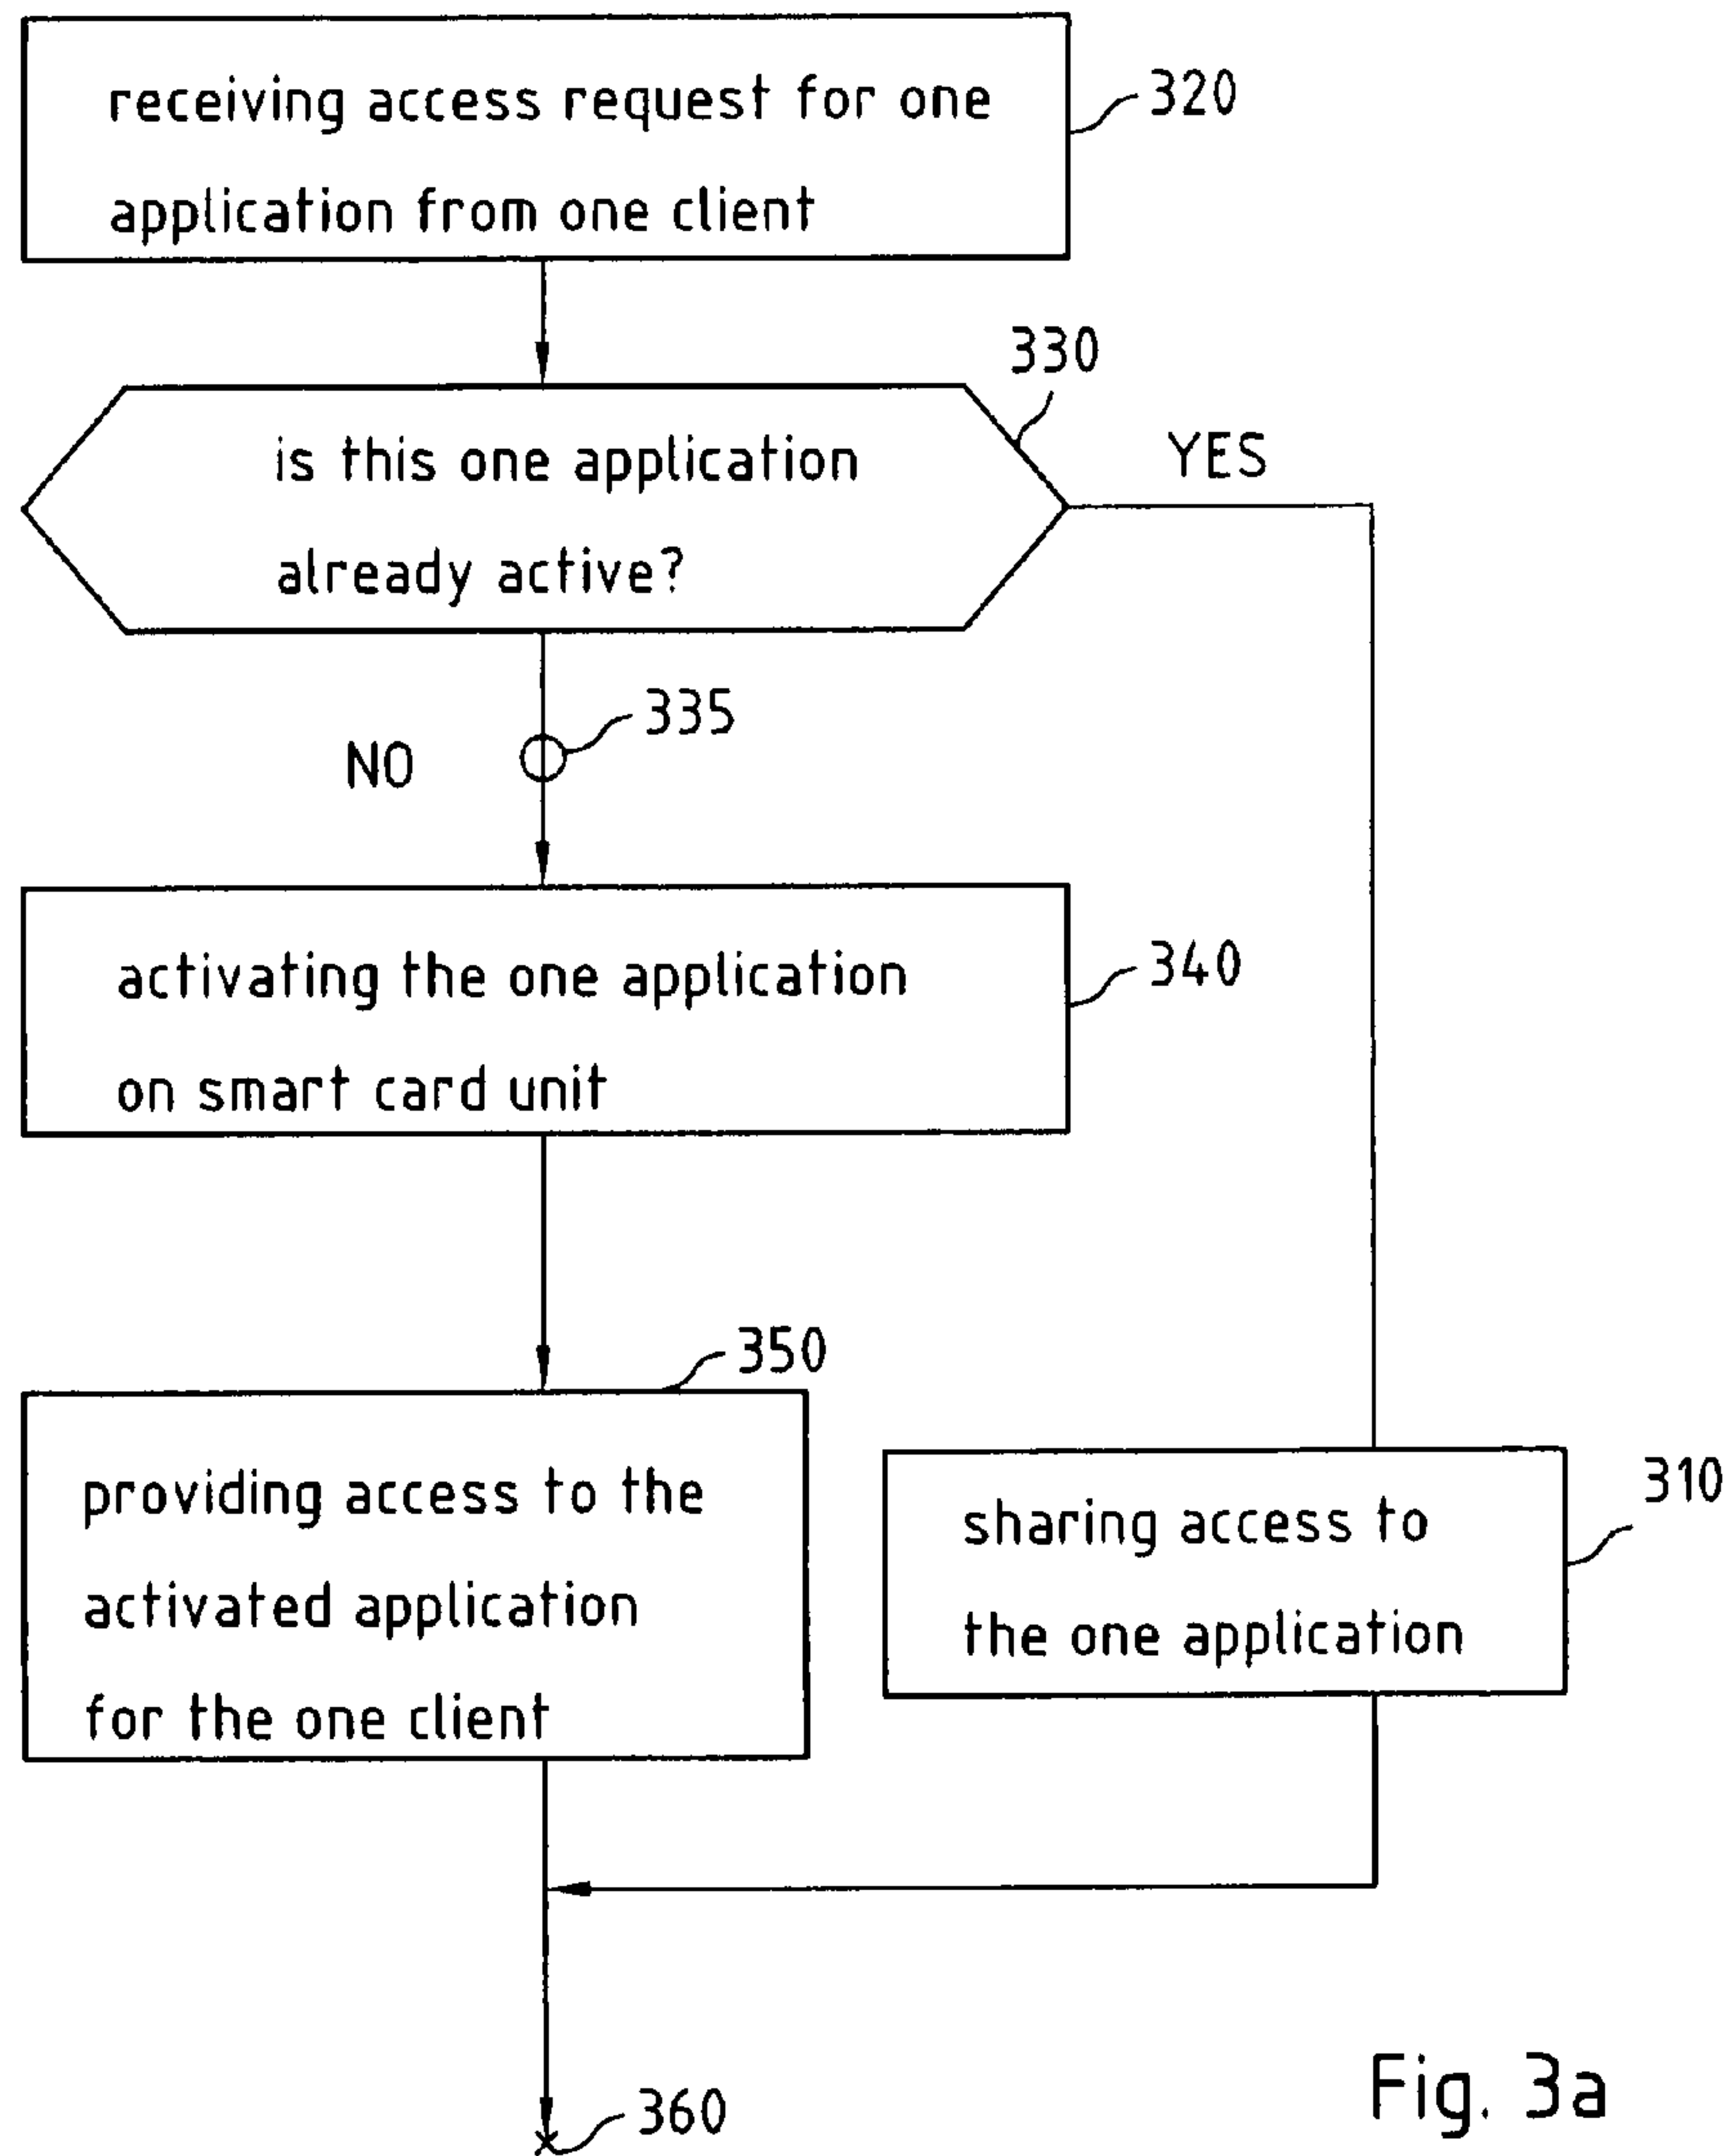 receiving access request for one
application from one client
320
330
is this one application
already active?
YES
335
NO
activating the one application
on smart card unit
340
350
providing access to the
activated application
for the one client
310
sharing access to
the one application
360
Fig. 3a